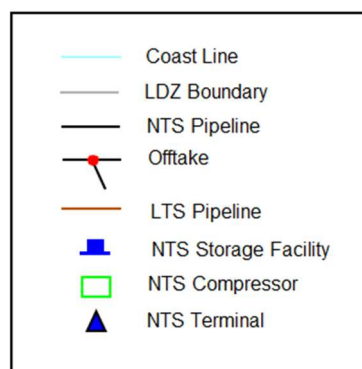 Coast Line
LDZ Boundary
NTS Pipeline
Offtake
LTS Pipeline
NTS Storage Facility
NTS Compressor
NTS Terminal